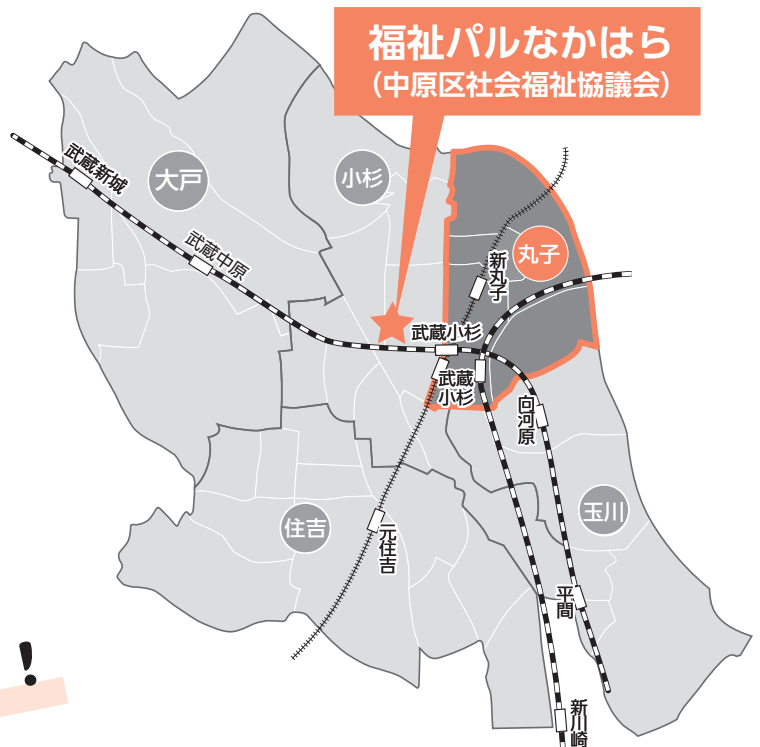 福祉パルなかはら
（中原区社会福祉協議会）
武蔵新城
大戸
小杉
武蔵中原
新丸子
丸子
武蔵小杉
武蔵
小杉
向河原
住吉
元住吉
玉川
平間
新川崎
!